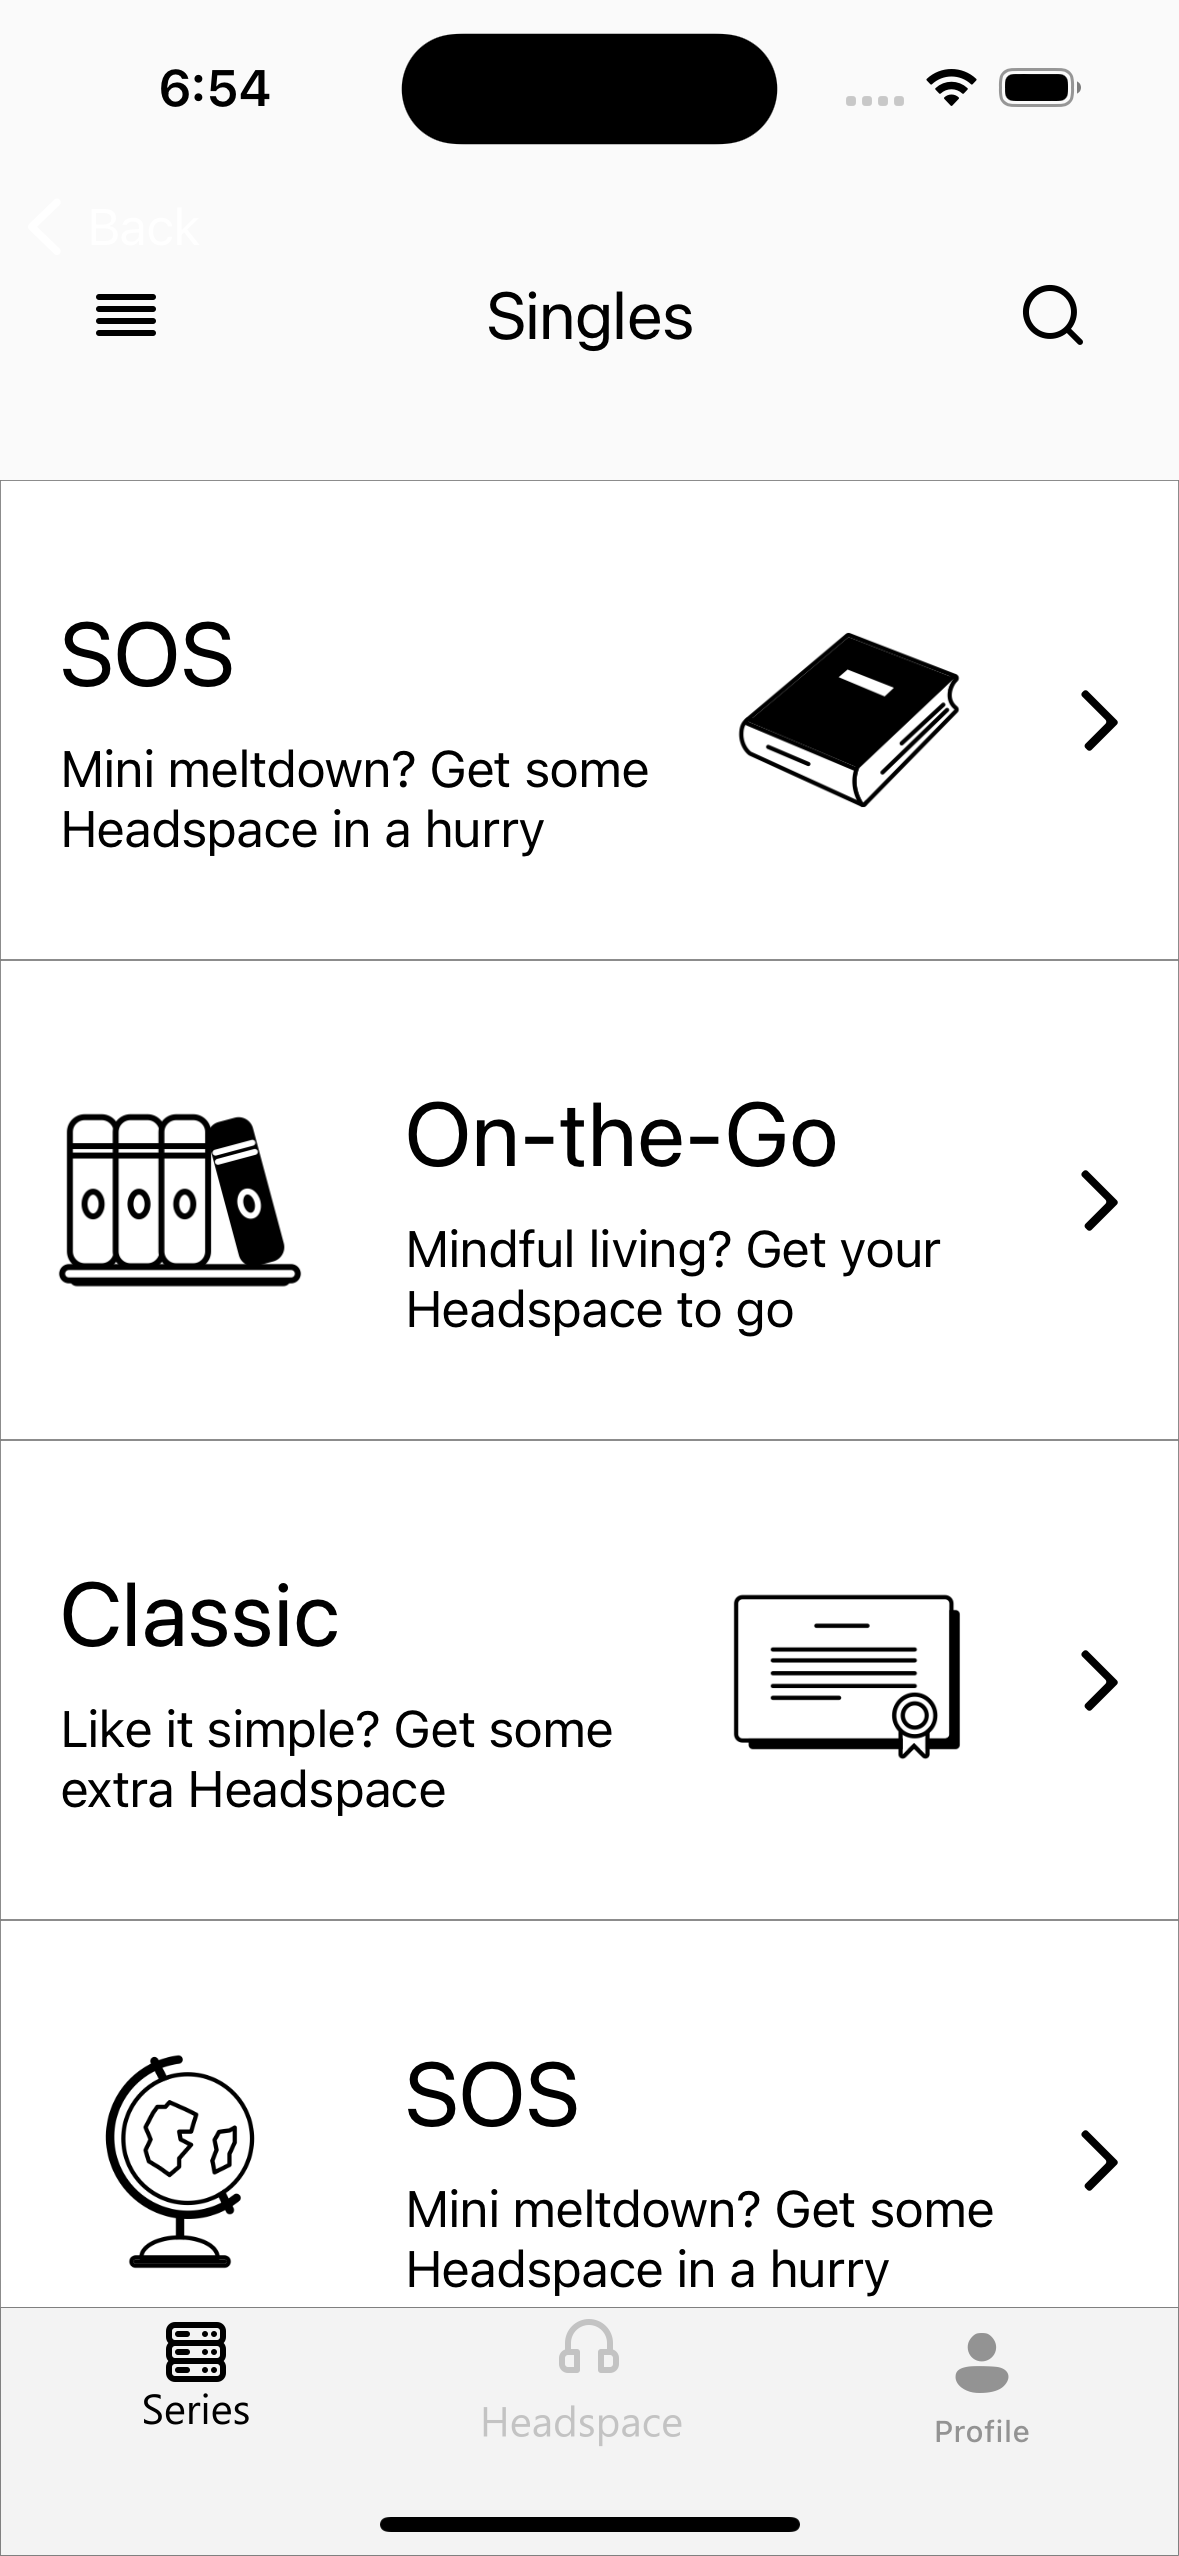 6:54
Back
Singles
SOS
Mini meltdown? Get some
Headspace in a hurry
On-the-Go
Mindful living? Get your
Headspace to go
Classic
Like it simple? Get some
extra Headspace
SOS
Mini meltdown? Get some
Headspace in a hurry
Series
Headspace
Profile